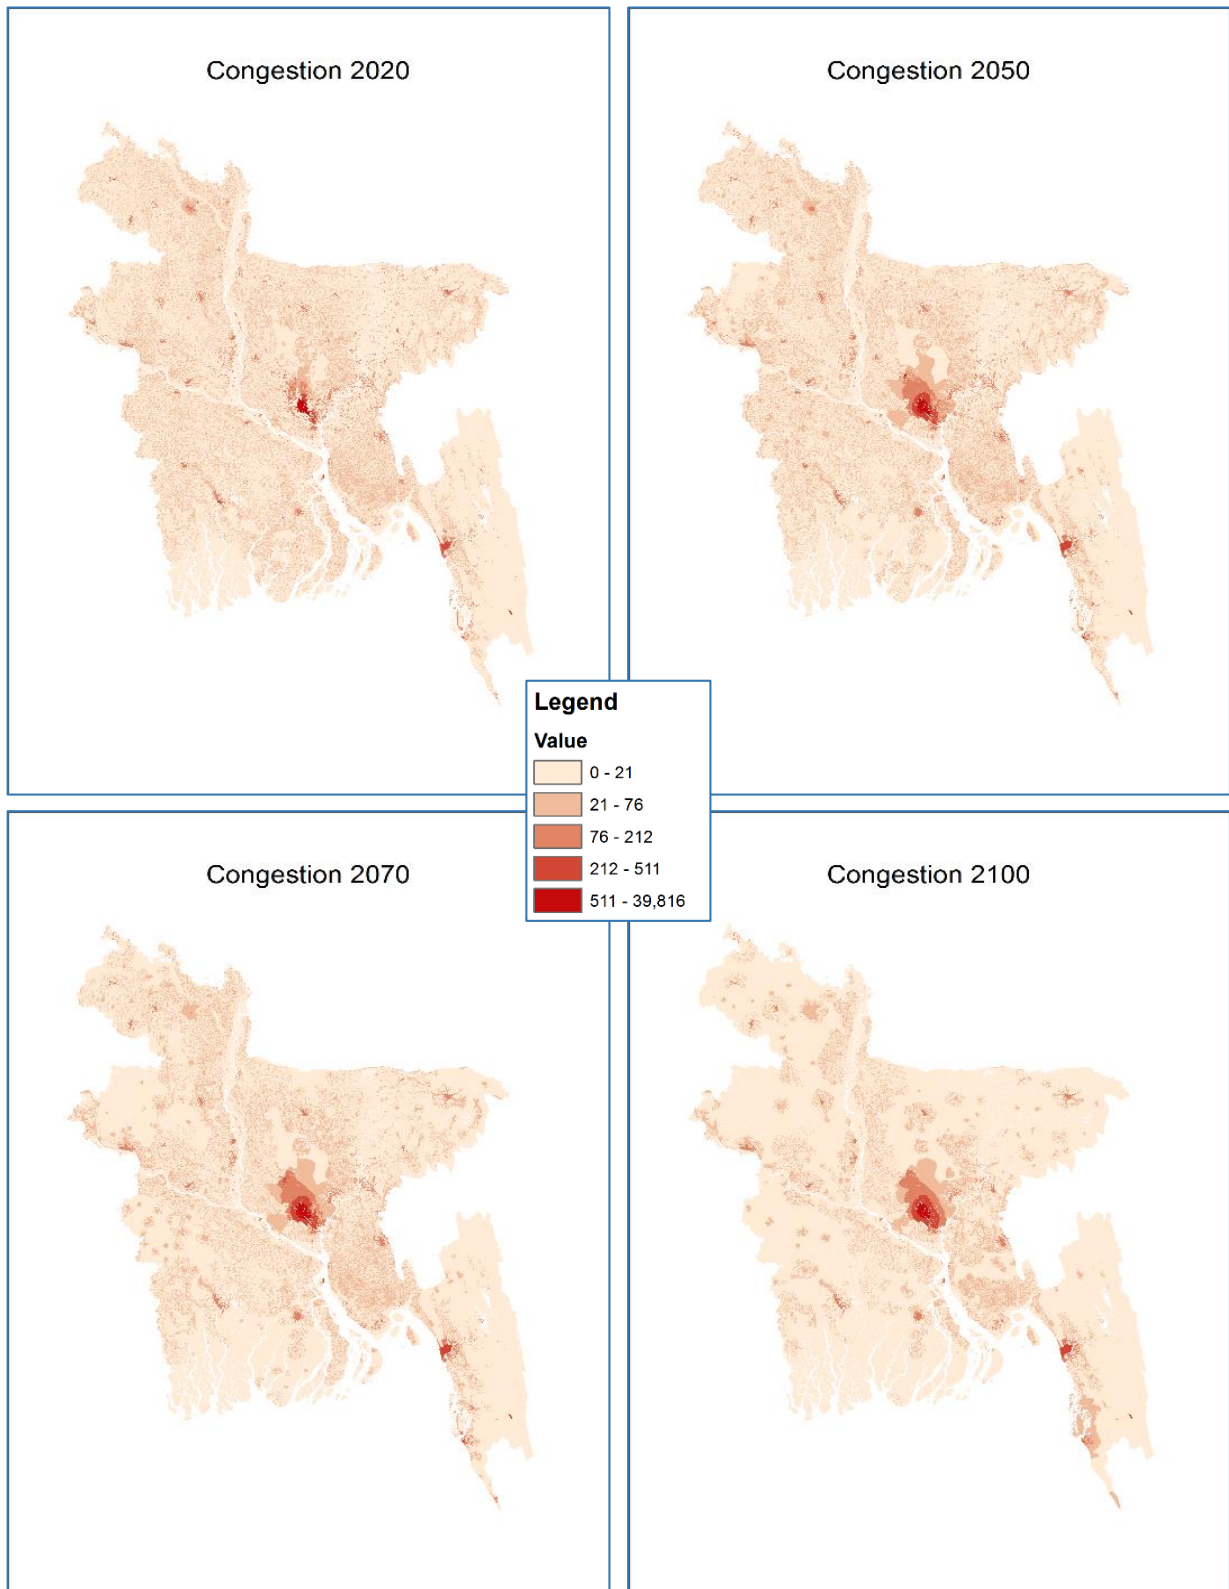 Congestion 2020
Congestion 2050
Legend
Value
0 - 21
21 - 76
76 - 212
212 - 511
511 - 39,816
Congestion 2070
Congestion 2100